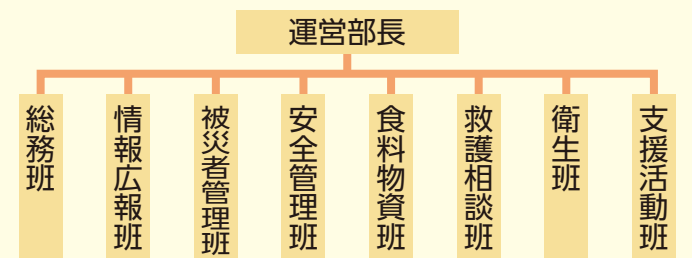 運営部長
総務班
情報広報班
被災者管理班
安全管理班
食料物資班
救護相談班
衛生班
支援活動班